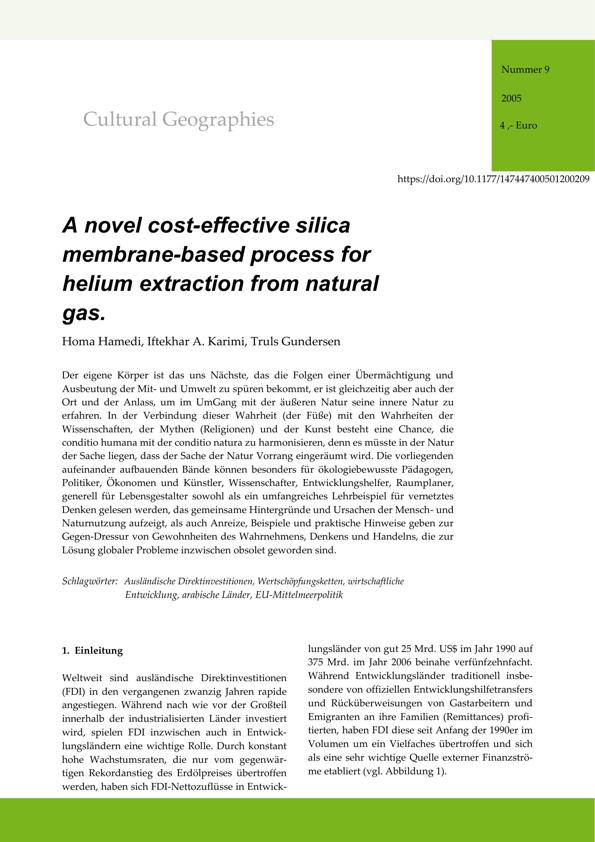 Nummer 9
2005
4 ,- Euro
Cultural Geographies
https://doi.org/10.1177/147447400501200209
A novel cost-effective silica
membrane-based process for
helium extraction from natural
gas.
Homa Hamedi, Iftekhar A. Karimi, Truls Gundersen
Der eigene Körper ist das uns Nächste, das die Folgen einer Übermächtigung und
Ausbeutung der Mit- und Umwelt zu spüren bekommt, er ist gleichzeitig aber auch der
Ort und der Anlass, um im UmGang mit der äußeren Natur seine innere Natur zu
erfahren. In der Verbindung dieser Wahrheit (der Füße) mit den Wahrheiten der
Wissenschaften, der Mythen (Religionen) und der Kunst besteht eine Chance, die
conditio humana mit der conditio natura zu harmonisieren, denn es müsste in der Natur
der Sache liegen, dass der Sache der Natur Vorrang eingeräumt wird. Die vorliegenden
aufeinander aufbauenden Bände können besonders für ökologiebewusste Pädagogen,
Politiker, Ökonomen und Künstler, Wissenschafter, Entwicklungshelfer, Raumplaner,
generell für Lebensgestalter sowohl als ein umfangreiches Lehrbeispiel für vernetztes
Denken gelesen werden, das gemeinsame Hintergründe und Ursachen der Mensch- und
Naturnutzung aufzeigt, als auch Anreize, Beispiele und praktische Hinweise geben zur
Gegen-Dressur von Gewohnheiten des Wahrnehmens, Denkens und Handelns, die zur
Lösung globaler Probleme inzwischen obsolet geworden sind.
Schlagwörter: Ausländische Direktinvestitionen, Wertschöpfungsketten, wirtschaftliche
Entwicklung, arabische Länder, EU-Mittelmeerpolitik
1. Einleitung
Weltweit sind ausländische Direktinvestitionen
(FDI) in den vergangenen zwanzig Jahren rapide
angestiegen. Während nach wie vor der Großteil
innerhalb der industrialisierten Länder investiert
wird, spielen FDI inzwischen auch in Entwick-
lungsländern eine wichtige Rolle. Durch konstant
hohe Wachstumsraten, die nur vom gegenwär-
tigen Rekordanstieg des Erdölpreises übertroffen
werden, haben sich FDI-Nettozuflüsse in Entwick-
lungsländer von gut 25 Mrd. US$ im Jahr 1990 auf
375 Mrd. im Jahr 2006 beinahe verfünfzehnfacht.
Während Entwicklungsländer traditionell insbe-
sondere von offiziellen Entwicklungshilfetransfers
und Rücküberweisungen von Gastarbeitern und
Emigranten an ihre Familien (Remittances) profi-
tierten, haben FDI diese seit Anfang der 1990er im
Volumen um ein Vielfaches übertroffen und sich
als eine sehr wichtige Quelle externer Finanzströ-
me etabliert (vgl. Abbildung 1).